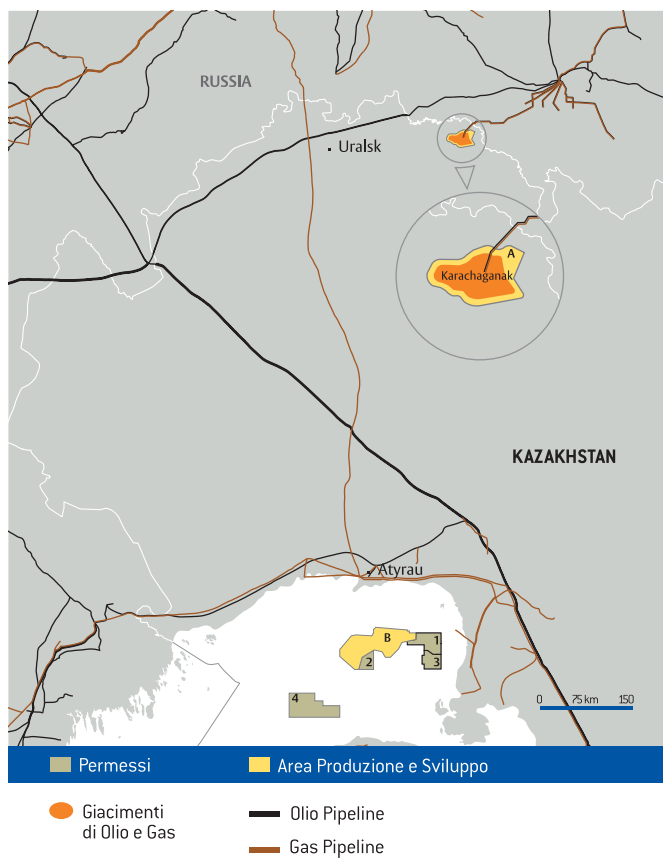 RUSSIA
Uralsk
A
Karachaganak
KAZAKHSTAN
Atyrau
B
1
2
3
4
0 75 km 150
Permessi
Area Produzione e Sviluppo
Giacimenti
di Olio e Gas
Olio Pipeline
Gas Pipeline